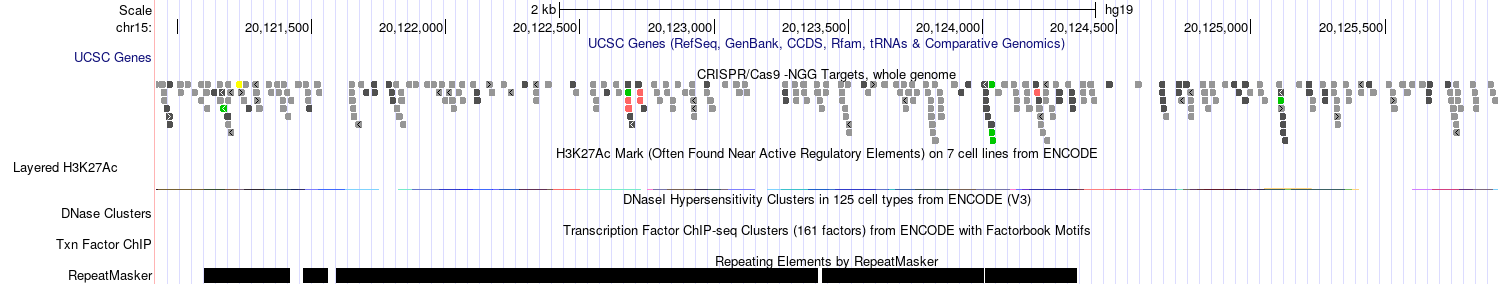 Scale 2 kb hg19
chr15: 20,121,500 20,122,000 20,122,500 20,123,000 20,123,500 20,124,000 20,124,500 20,125,000 20,125,500
UCSC Genes (RefSeq, GenBank, CCDS, Rfam, tRNAs & Comparative Genomics)
UCSC Genes
CRISPR/Cas9 -NGG Targets, whole genome
H3K27Ac Mark (Often Found Near Active Regulatory Elements) on 7 cell lines from ENCODE
Layered H3K27Ac
DNaseI Hypersensitivity Clusters in 125 cell types from ENCODE (V3)
DNase Clusters
Transcription Factor ChIP-seq Clusters (161 factors) from ENCODE with Factorbook Motifs
Txn Factor ChIP
Repeating Elements by RepeatMasker
RepeatMasker